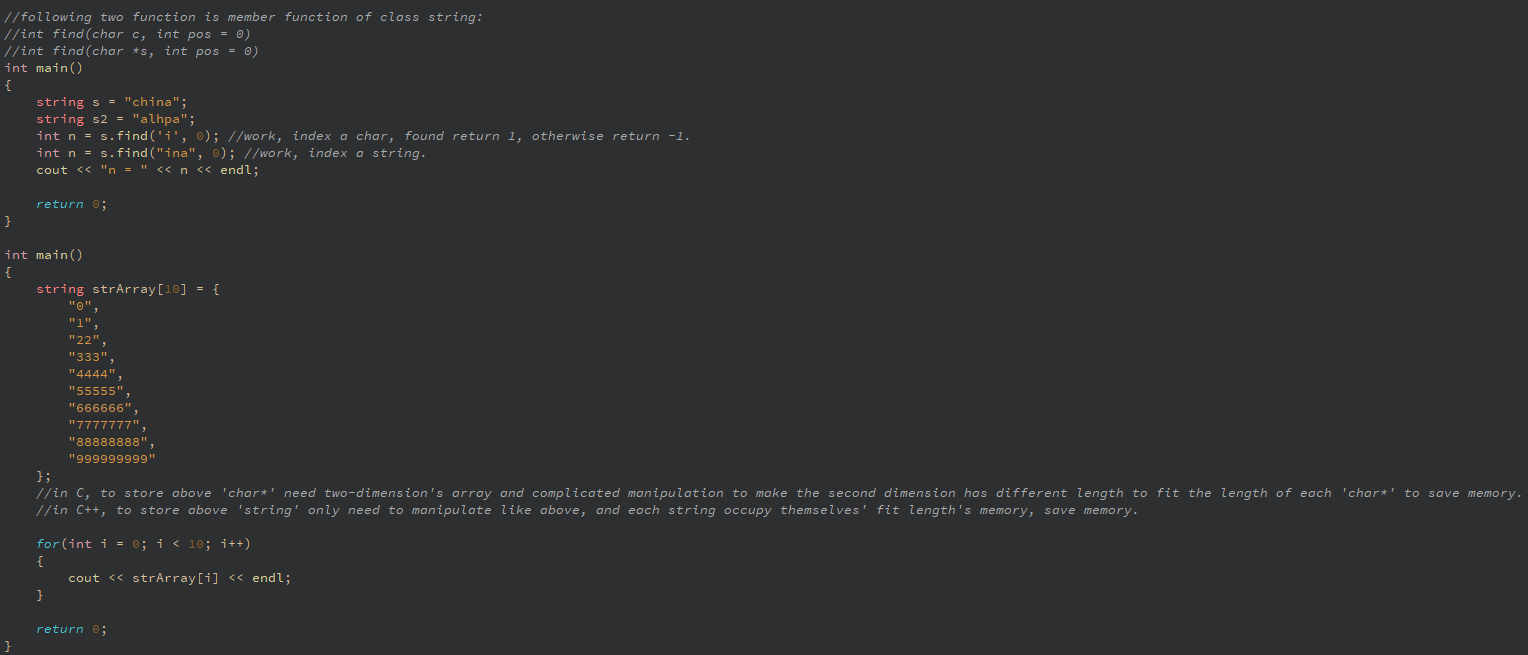 //following two function is member function of class string:
//int find(char c, int pos = 0)
//int find(char *s, int pos = 0)
int main()
{
    string s = "china";
    string s2 = "alhpa";
    int n = s.find('i', 0); //work, index a char, found return 1, otherwise return -1.
    int n = s.find("ina", 0); //work, index a string.
    cout << "n = " << n << endl;

    return 0;
}

int main()
{
    string strArray[10] = {
        "0",
        "1",
        "22",
        "333",
        "4444",
        "55555",
        "666666",
        "7777777",
        "88888888",
        "999999999"
    };
    //in C, to store above 'char*' need two-dimension's array and complicated manipulation to make the second dimension has different length to fit the length of each 'char*' to save memory.
    //in C++, to store above 'string' only need to manipulate like above, and each string occupy themselves' fit length's memory, save memory.

    for(int i = 0; i < 10; i++)
    {
        cout << strArray[i] << endl;
    }

    return 0;
}